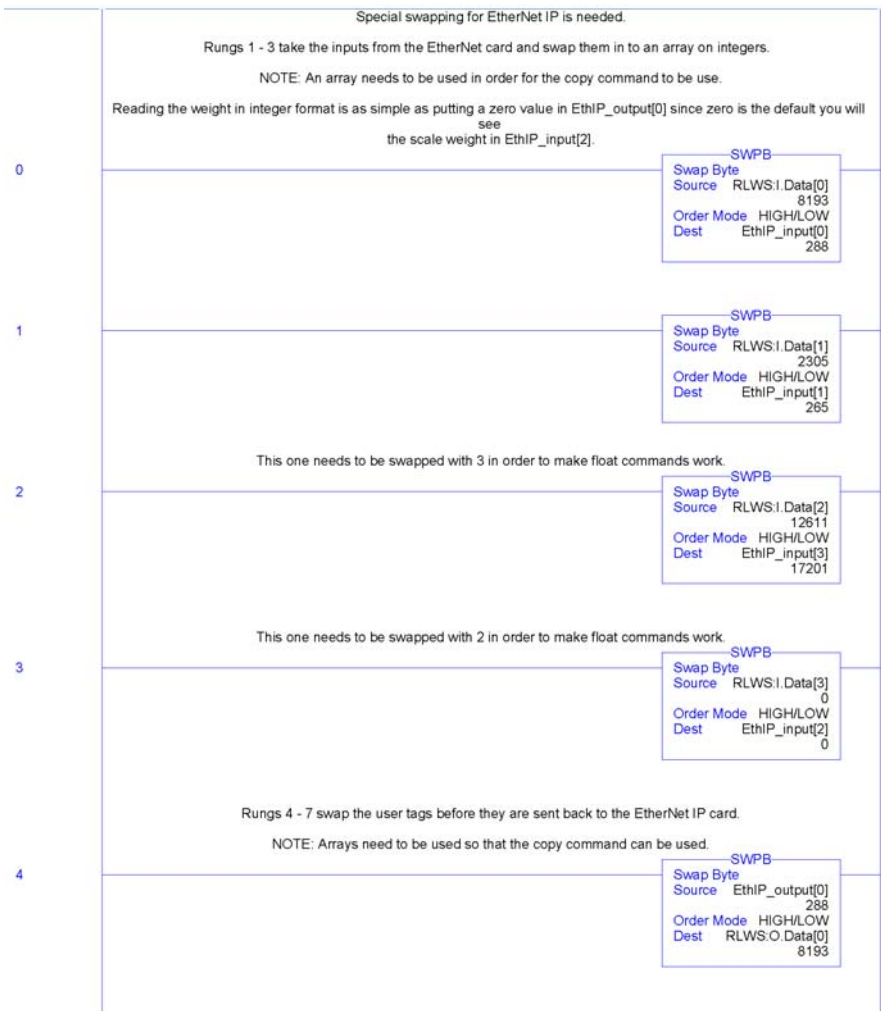 Special swapping for EtherNet IP is needed.
Rungs 1 - 3 take the inputs from the EtherNet card and swap them in to an array on integers.
NOTE: An array needs to be used in order for the copy command to be use.
Reading the weight in integer format is as simple as putting a zero value in EthIP_output[0] since zero is the default you will
see
the scale weight in EthIP_input[2].
0
SWPB
Swap Byte
Source RLWS:I.Data[0]
8193
Order Mode HIGH/LOW
Dest EthIP_input[0]
288
1
SWPB
Swap Byte
Source RLWS:I.Data[1]
2305
Order Mode HIGH/LOW
Dest EthIP_input[1]
265
This one needs to be swapped with 3 in order to make float commands work.
2
SWPB
Swap Byte
Source RLWS:I.Data[2]
12611
Order Mode HIGH/LOW
Dest EthIP_input[3]
17201
This one needs to be swapped with 2 in order to make float commands work.
3
SWPB
Swap Byte
Source RLWS:I.Data[3]
0
Order Mode HIGH/LOW
Dest EthIP_input[2]
0
Rungs 4 - 7 swap the user tags before they are sent back to the EtherNet IP card.
NOTE: Arrays need to be used so that the copy command can be used.
4
SWPB
Swap Byte
Source EthIP_output[0]
288
Order Mode HIGH/LOW
Dest RLWS:O.Data[0]
8193